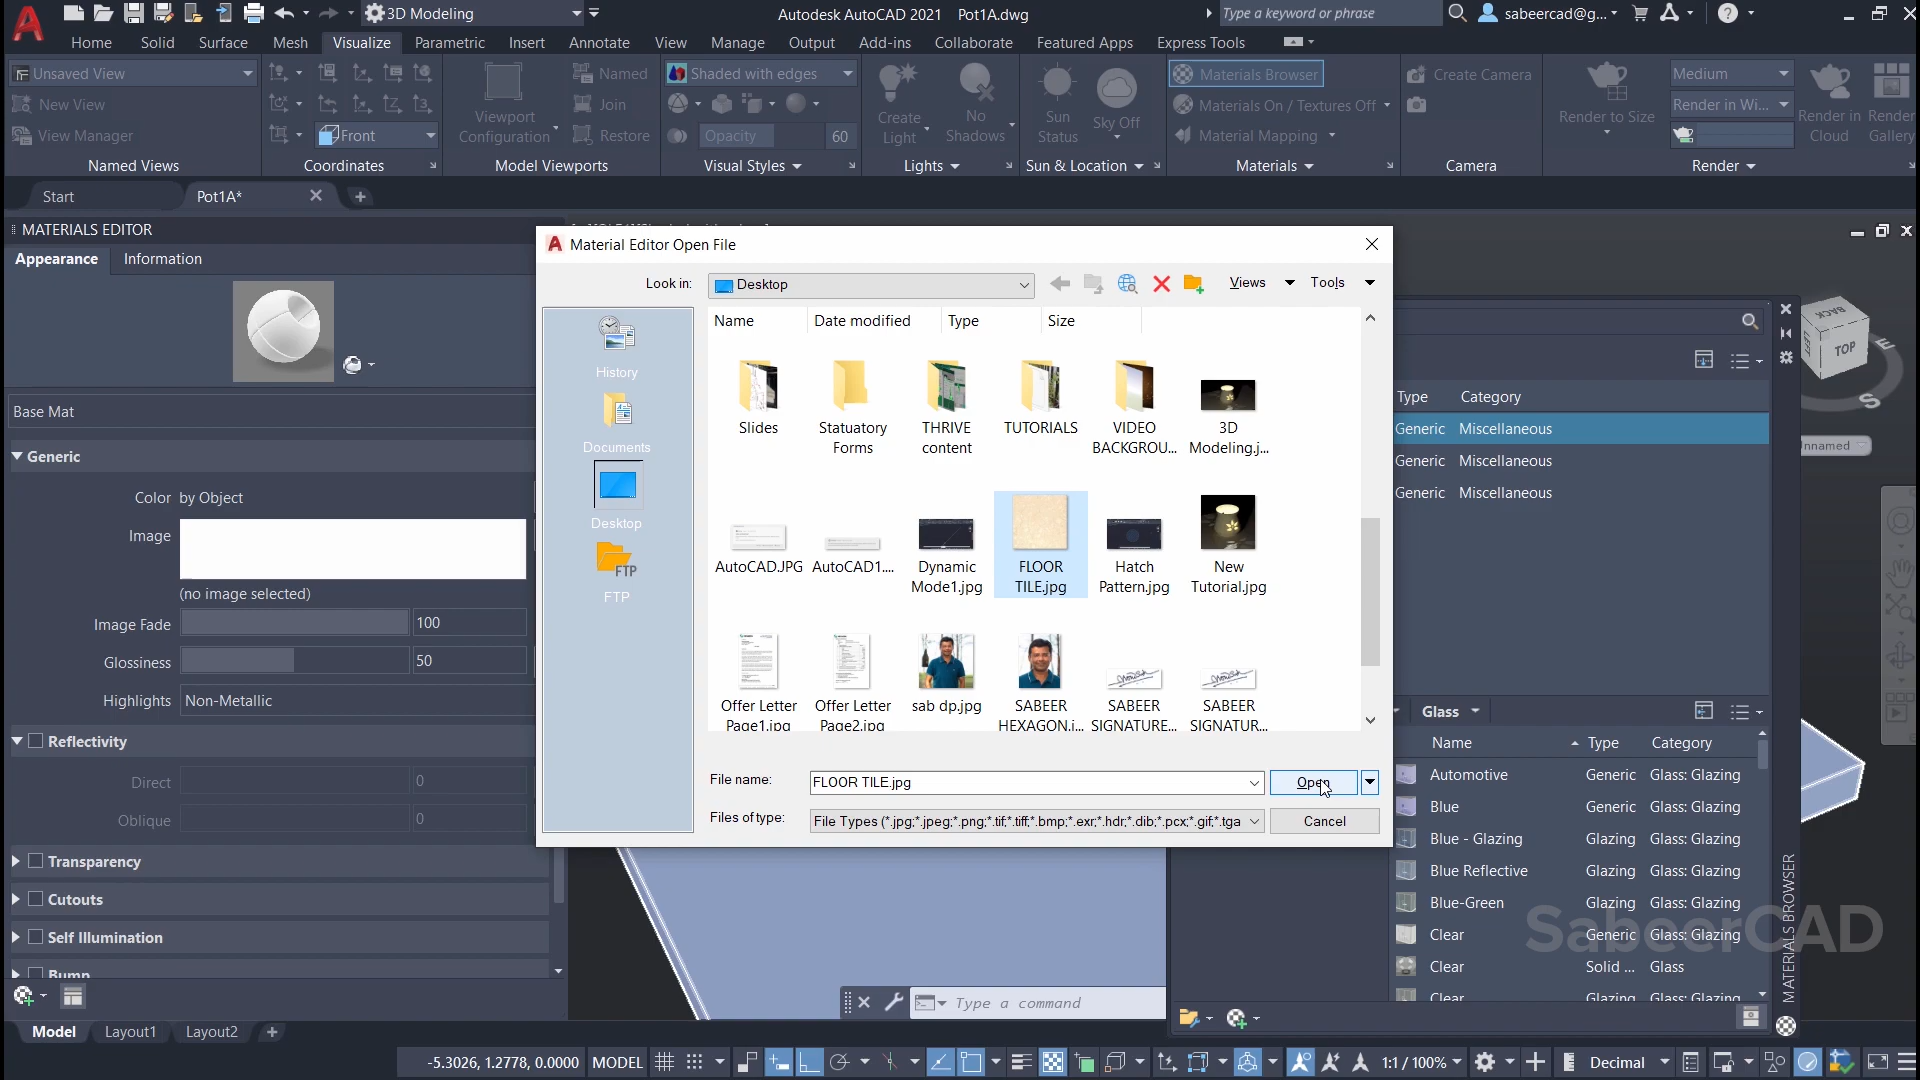 3D Modeling
Autodesk AutoCAD 2021 Pot1A.dwg
Type a keyword or phrase
sabeercad@g...
Home Solid Surface Mesh Visualize Parametric Insert Annotate View Manage Output Add-ins Collaborate Featured Apps Express Tools
Unsaved View
New View
View Manager
Named Views
Front
Coordinates
Viewport
Configuration
Named
Join
Restore
Model Viewports
Shaded with edges
Opacity 60
Visual Styles
Create
Light
No
Shadows
Lights
Sun
Status
Sky Off
Sun & Location
Materials Browser
Materials On / Textures Off
Material Mapping
Materials
Create Camera
Camera
Render to Size
Medium
Render in Wi...
Render in
Cloud
Render
Gallery
Render
Start Pot1A*
MATERIALS EDITOR
Appearance Information
Base Mat
Generic
Color by Object
Image
(no image selected)
Image Fade 100
Glossiness 50
Highlights Non-Metallic
Reflectivity
Direct 0
Oblique 0
Transparency
Cutouts
Self Illumination
Bump
Material Editor Open File
Look in: Desktop
Views Tools
History
Documents
Desktop
FTP
FTP
Name Date modified Type Size
Slides
Statuatory
Forms
THRIVE
content
TUTORIALS
VIDEO
BACKGROU...
3D
Modeling.j...
AutoCAD.JPG
AutoCAD1....
Dynamic
Mode1.jpg
FLOOR
TILE.jpg
Hatch
Pattern.jpg
New
Tutorial.jpg
Offer Letter
Page1.jpg
Offer Letter
Page2.jpg
sab dp.jpg
SABEER
HEXAGON.j...
SABEER
SIGNATURE...
SABEER
SIGNATUR...
File name: FLOOR TILE.jpg
Open
Files of type: File Types (*.jpg;*.jpeg;*.png;*.tif;*.tiff;*.bmp;*.exr;*.hdr;*.dib;*.pcx;*.gif;*.tga
Cancel
Type Category
Generic Miscellaneous
Generic Miscellaneous
Generic Miscellaneous
BACK
LEFT
TOP
E
S
Unnamed
Glass
Name Type Category
Automotive Generic Glass: Glazing
Blue Generic Glass: Glazing
Blue - Glazing Glazing Glass: Glazing
Blue Reflective Glazing Glass: Glazing
Blue-Green Glazing Glass: Glazing
Clear Generic Glass: Glazing
Clear Solid ... Glass
Clear Glazing Glass: Glazing
SabeerCAD
MATERIALS BROWSER
Type a command
Model Layout1 Layout2
-5.3026, 1.2778, 0.0000 MODEL
1:1 / 100%
Decimal